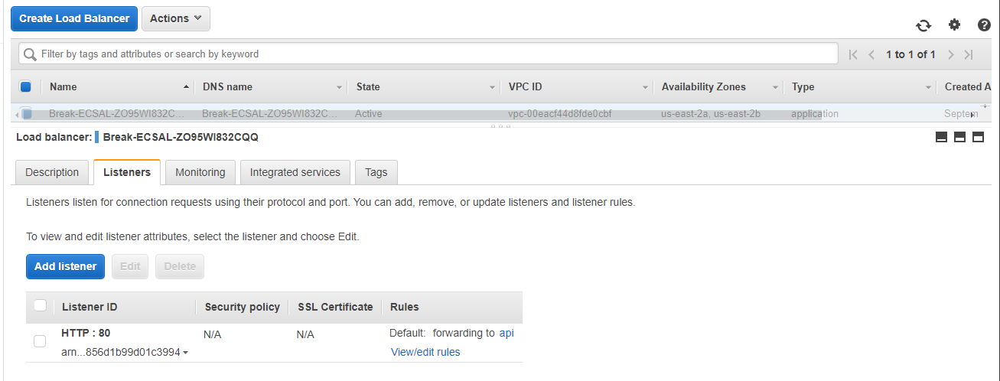 Create Load Balancer Actions
Filter by tags and attributes or search by keyword 1 to 1 of 1
Name DNS name State VPC ID Availability Zones Type Created A
Break-ECSAL-ZO95WI832C... Break-ECSAL-ZO95WI832C... Active vpc-00eacf44d8fde0cbf us-east-2a, us-east-2b application Septem
Load balancer: Break-ECSAL-ZO95WI832CQQ
Description Listeners Monitoring Integrated services Tags
Listeners listen for connection requests using their protocol and port. You can add, remove, or update listeners and listener rules.
To view and edit listener attributes, select the listener and choose Edit.
Add listener Edit Delete
Listener ID Security policy SSL Certificate Rules
HTTP : 80 N/A N/A Default: forwarding to api
arn...856d1b99d01c3994 View/edit rules